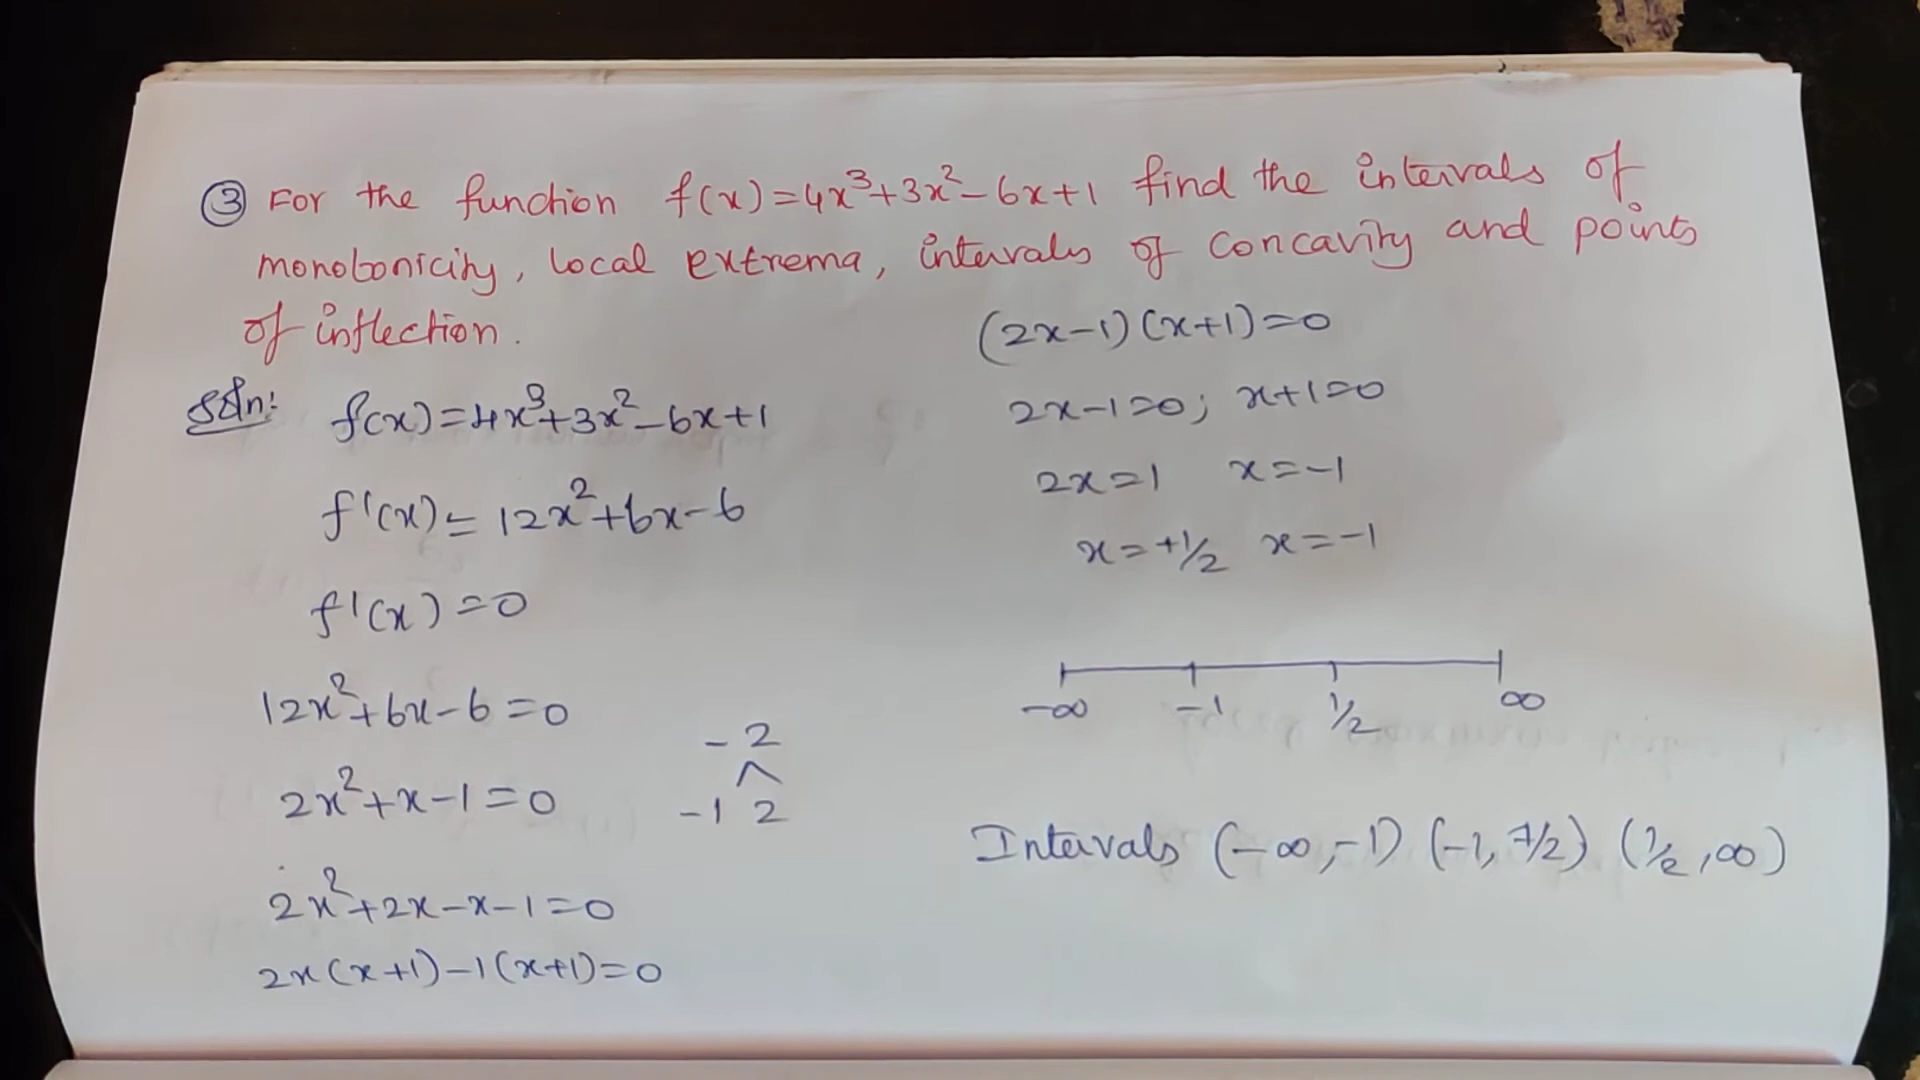 ③ For the function f(x)=4x³+3x²-6x+1 find the intervals of
monotonicity, local extrema, intervals of concavity and points
of inflection.
Soln: f(x)=4x³+3x²-6x+1
f'(x)=12x²+6x-6
f'(x)=0
12x²+6x-6=0
2x²+x-1=0
-2
^
-1 2
2x²+2x-x-1=0
2x(x+1)-1(x+1)=0
(2x-1)(x+1)=0
2x-1=0; x+1=0
2x=1 x=-1
x=+1/2 x=-1
-∞ -1 1/2 ∞
Intervals (-∞,-1) (-1, 1/2) (1/2,∞)